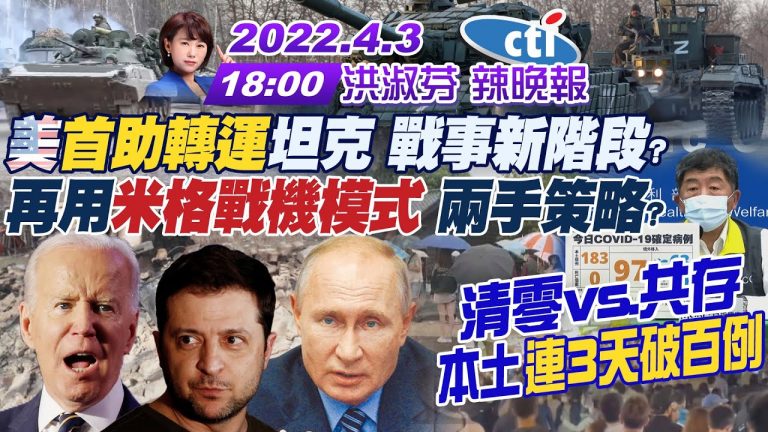 2022.4.3
cti
18:00 洪淑芬 辣晚報
美首助轉運坦克 戰事新階段?
再用米格戰機模式 兩手策略?
今日COVID-19確定病例
183
0
97
清零vs.共存
本土連3天破百例